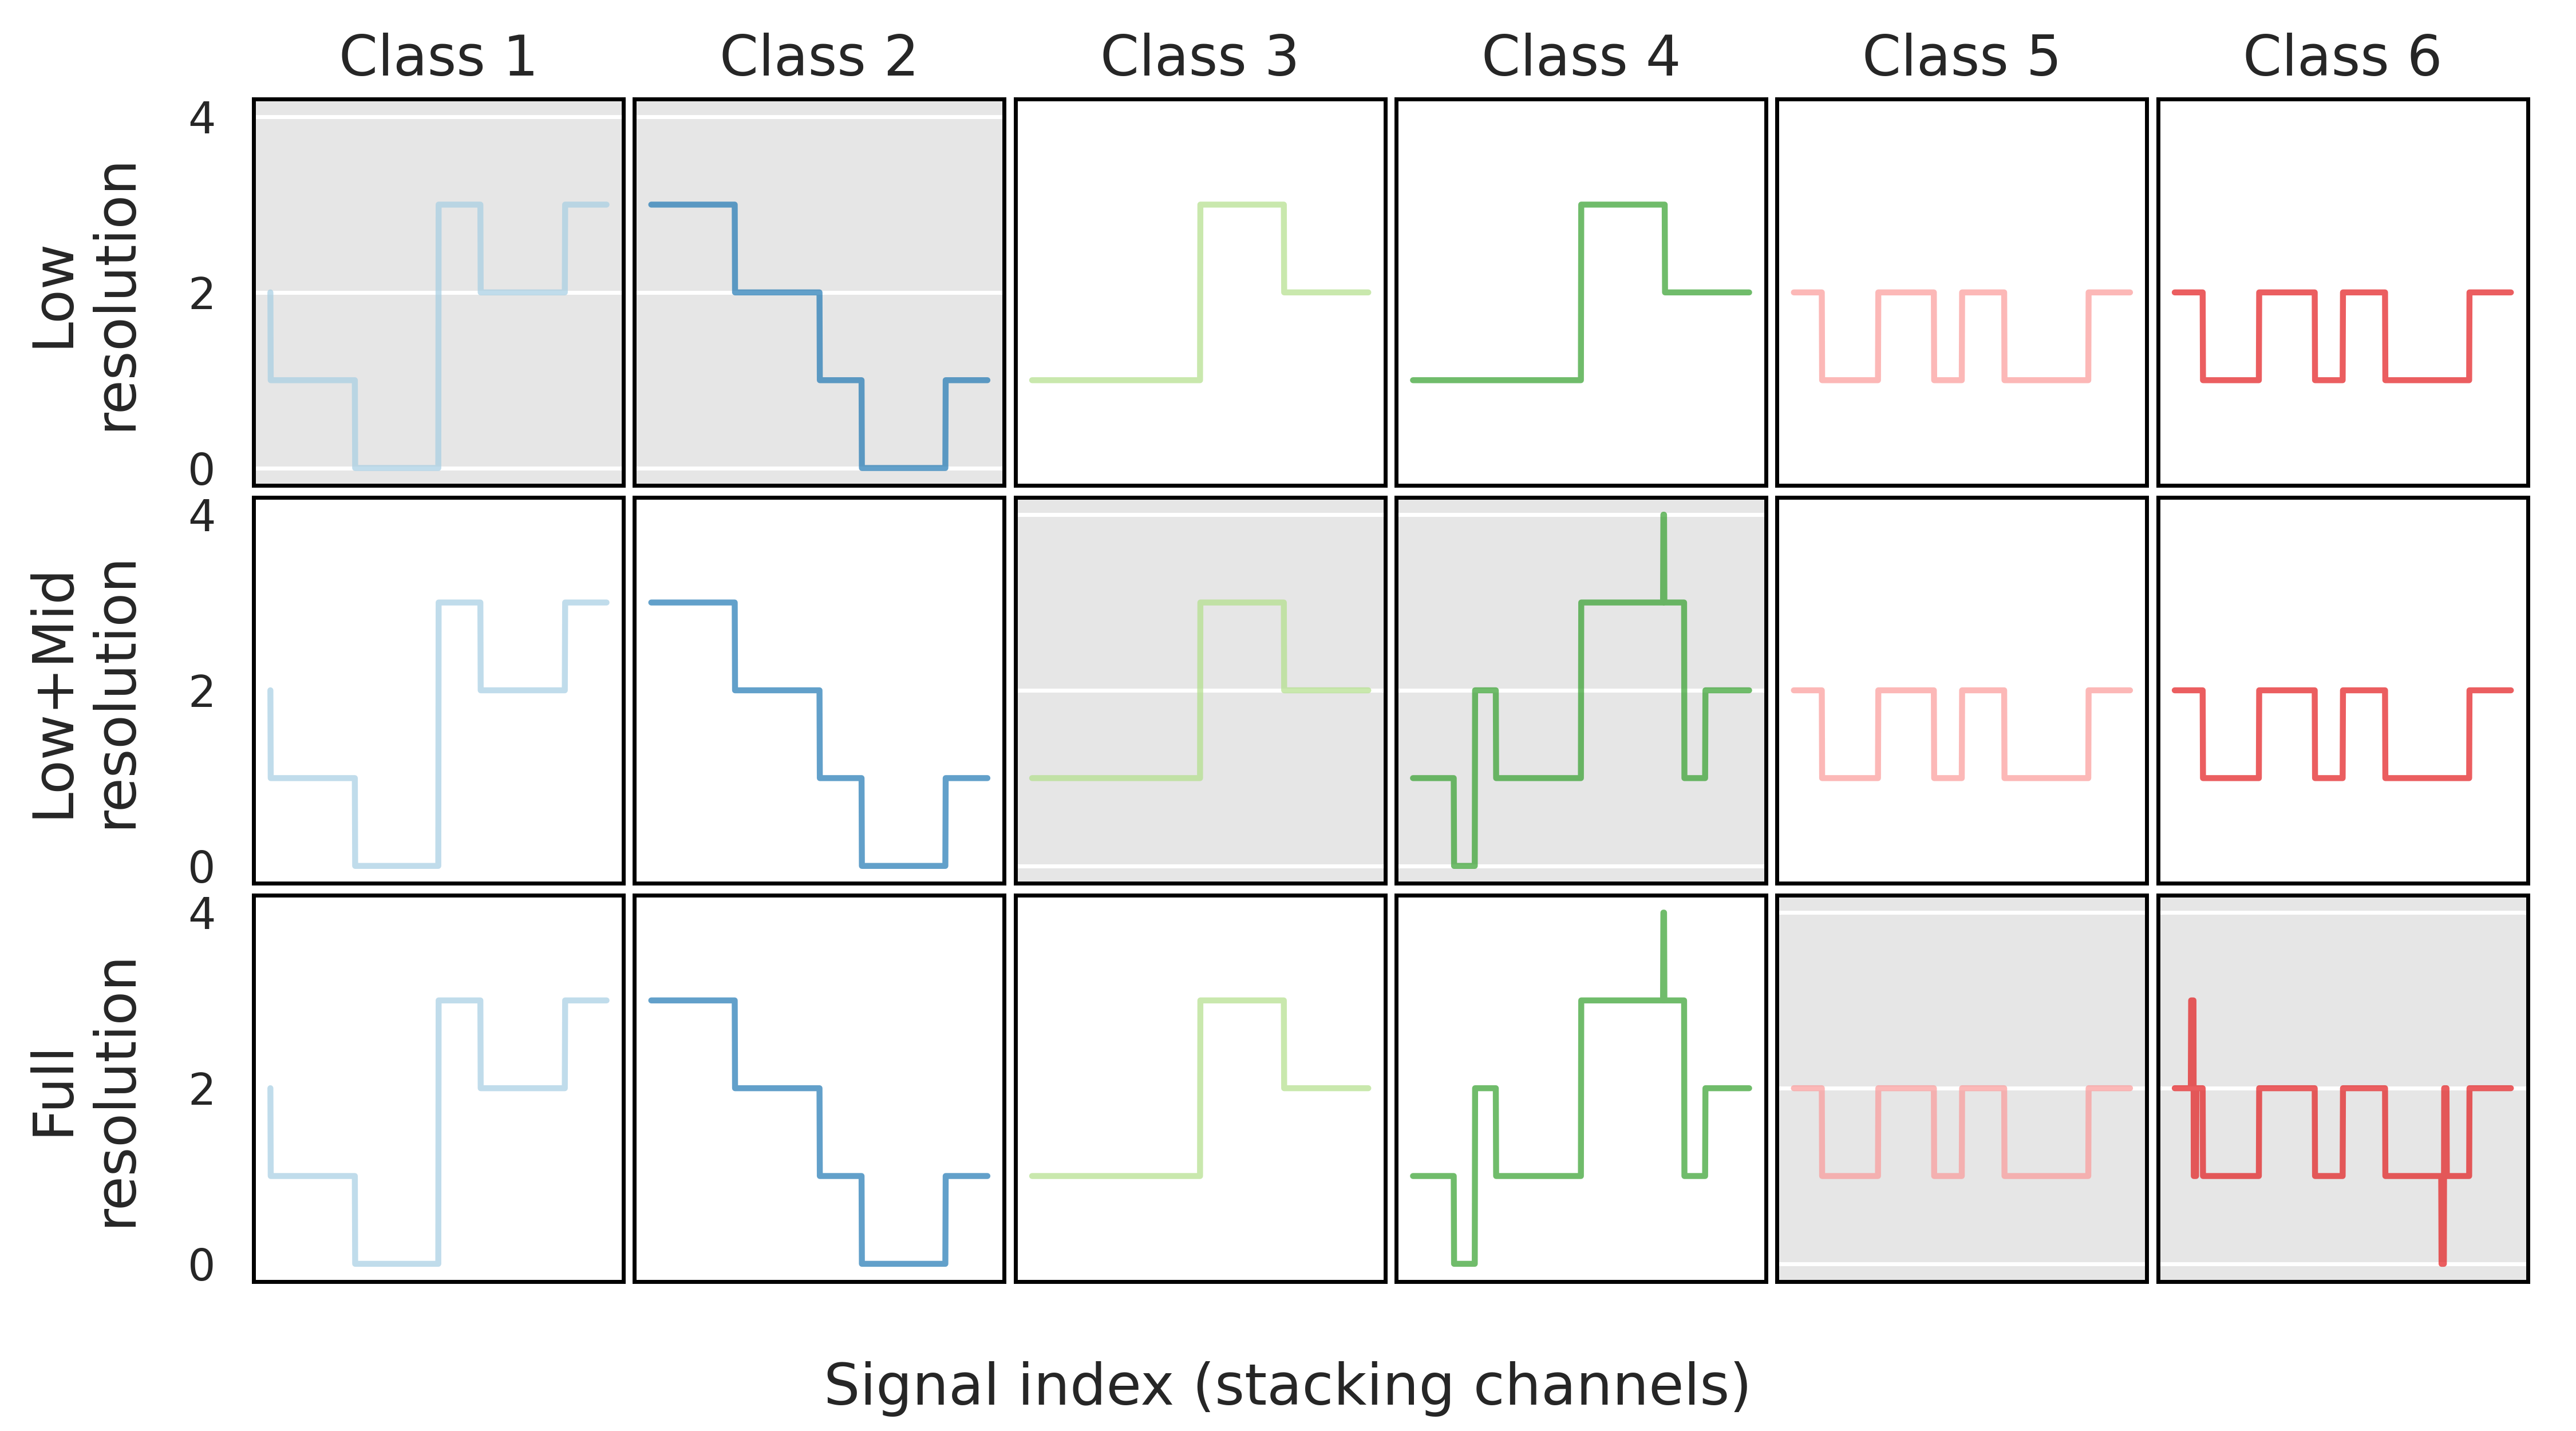 Class 1 Class 2 Class 3 Class 4 Class 5 Class 6
Low
resolution
4
2
0
Low+Mid
resolution
4
2
0
Full
resolution
4
2
0
Signal index (stacking channels)